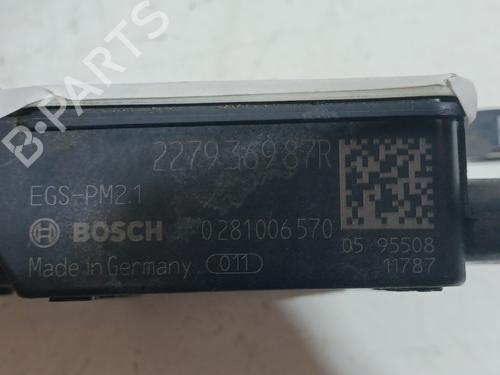 B-PARTS
227936987R
EGS-PM2.1
BOSCH 0281006570
05 95508
Made in Germany 011 11787